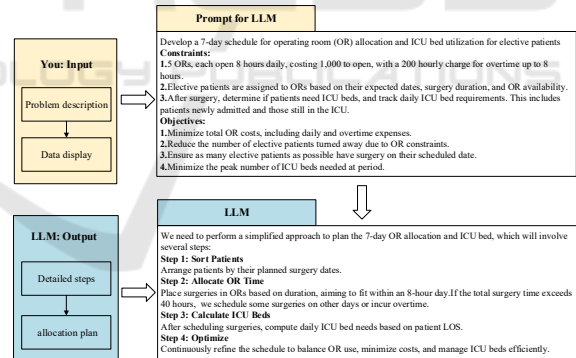 Prompt for LLM
You: Input
Problem description
Data display
Develop a 7-day schedule for operating room (OR) allocation and ICU bed utilization for elective patients
Constraints:
1.5 ORs, each open 8 hours daily, costing 1,000 to open, with a 200 hourly charge for overtime up to 8
hours.
2.Elective patients are assigned to ORs based on their expected dates, surgery duration, and OR availability.
3.After surgery, determine if patients need ICU beds, and track daily ICU bed requirements. This includes
patients newly admitted and those still in the ICU.
Objectives:
1.Minimize total OR costs, including daily and overtime expenses.
2.Reduce the number of elective patients turned away due to OR constraints.
3.Ensure as many elective patients as possible have surgery on their scheduled date.
4.Minimize the peak number of ICU beds needed at period.
LLM
LLM: Output
Detailed steps
allocation plan
We need to perform a simplified approach to plan the 7-day OR allocation and ICU bed, which will involve
several steps:
Step 1: Sort Patients
Arrange patients by their planned surgery dates.
Step 2: Allocate OR Time
Place surgeries in ORs based on duration, aiming to fit within an 8-hour day.If the total surgery time exceeds
40 hours, we schedule some surgeries on other days or incur overtime.
Step 3: Calculate ICU Beds
After scheduling surgeries, compute daily ICU bed needs based on patient LOS.
Step 4: Optimize
Continuously refine the schedule to balance OR use, minimize costs, and manage ICU beds efficiently.